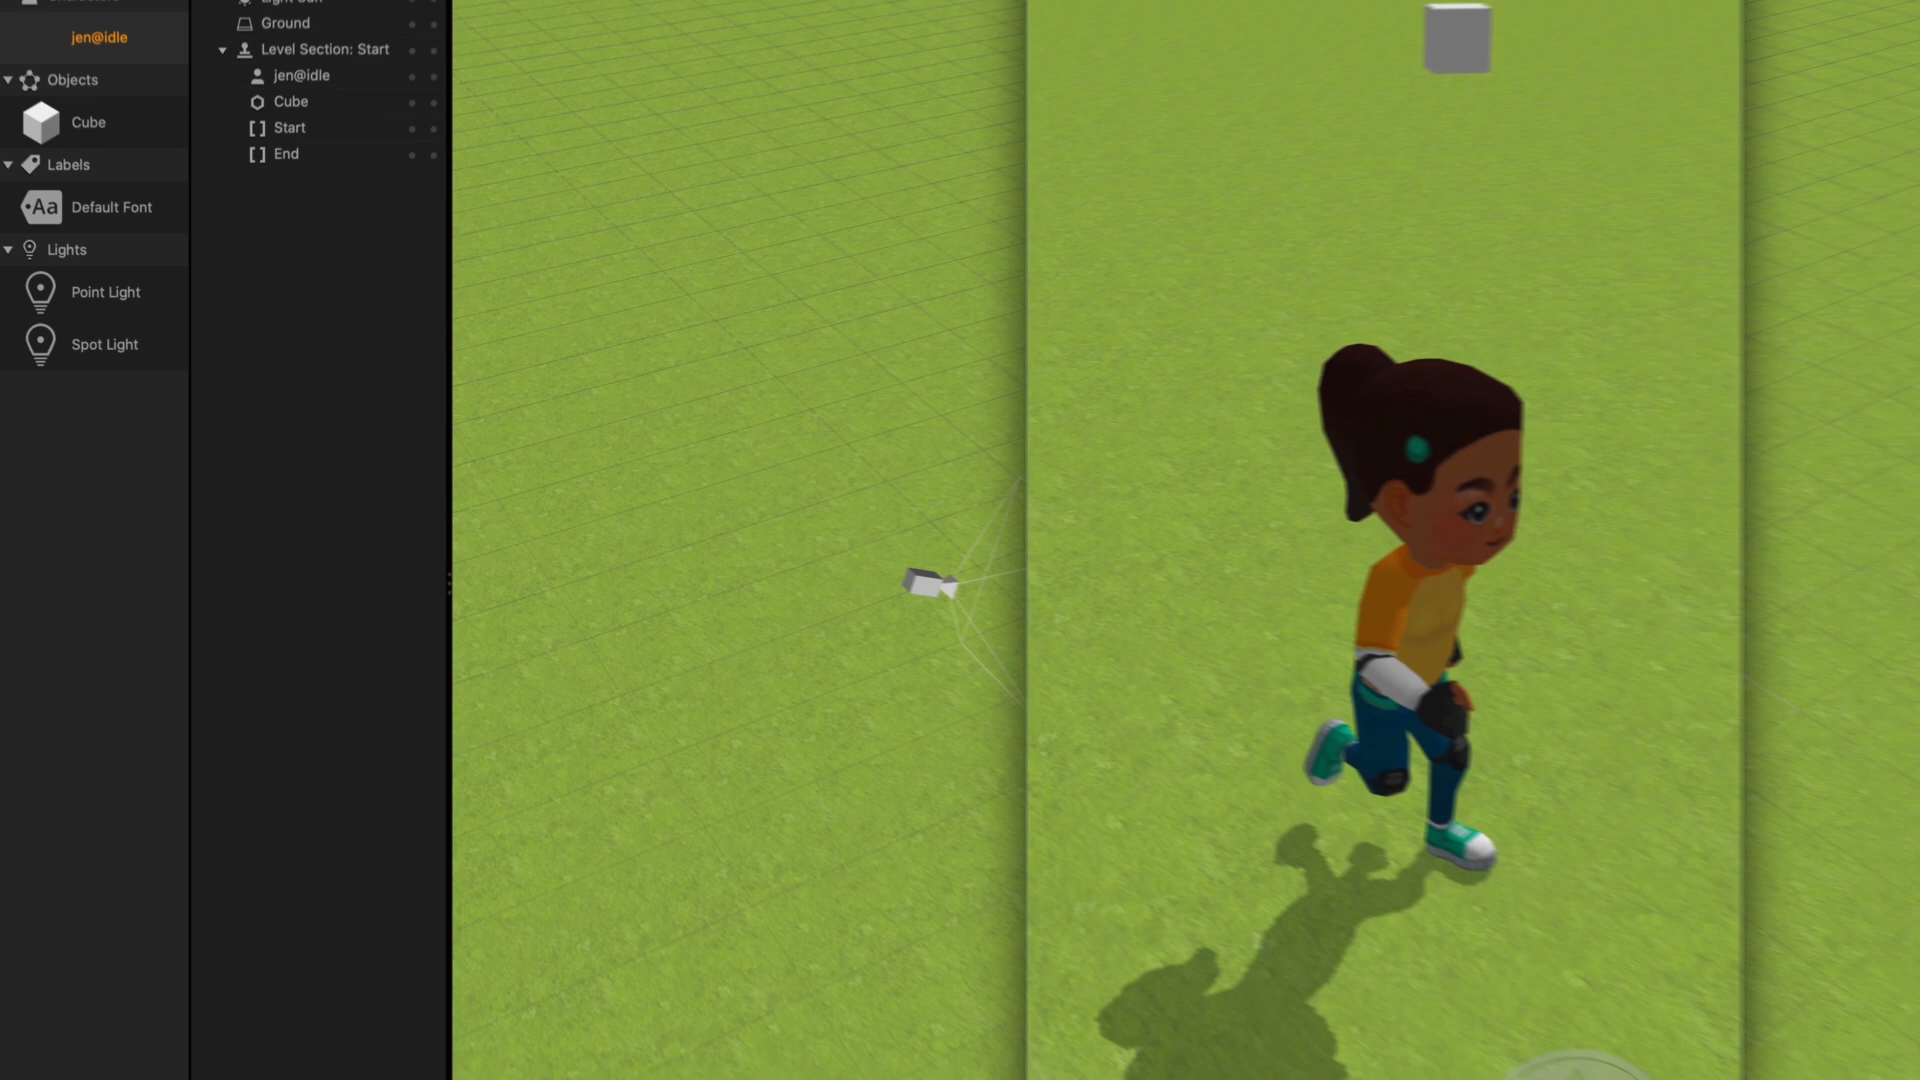 jen@idle
Objects
Cube
Labels
Aa
Default Font
Lights
Point Light
Spot Light
Ground
Level Section: Start
jen@idle
Cube
Start
End